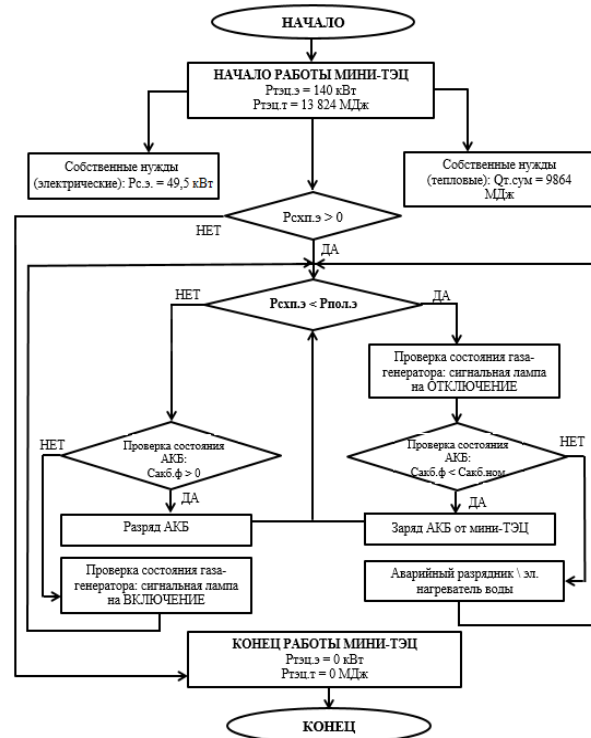 НАЧАЛО
НАЧАЛО РАБОТЫ МИНИ-ТЭЦ
Ртэц.э = 140 кВт
Ртэц.т = 13 824 МДж
Собственные нужды
(электрические): Рс.э. = 49,5 кВт
Собственные нужды
(тепловые): Qт.сум = 9864
МДж
Рсхп.э > 0
НЕТ
ДА
НЕТ
Рсхп.э < Рпол.э
ДА
Проверка состояния газа-
генератора: сигнальная лампа
на ОТКЛЮЧЕНИЕ
НЕТ
Проверка состояния
АКБ:
Сакб.ф > 0
ДА
Проверка состояния
АКБ:
Сакб.ф < Сакб.ном
НЕТ
ДА
Разряд АКБ
Заряд АКБ от мини-ТЭЦ
Проверка состояния газа-
генератора: сигнальная лампа
на ВКЛЮЧЕНИЕ
Аварийный разрядник \ эл.
нагреватель воды
КОНЕЦ РАБОТЫ МИНИ-ТЭЦ
Ртэц.э = 0 кВт
Ртэц.т = 0 МДж
КОНЕЦ